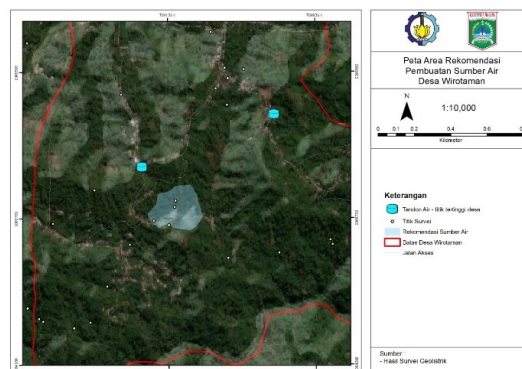 Peta Area Rekomendasi
Pembuatan Sumber Air
Desa Wirotaman
N
1:10,000
0 0.1 0.2 0.4 0.6
Kilometer
Keterangan
Tandon Air - titik tertinggi desa
Titik Survei
Rekomendasi Sumber Air
Batas Desa Wirotaman
Jalan Akses
Sumber
- Hasil Survei Geolistrik